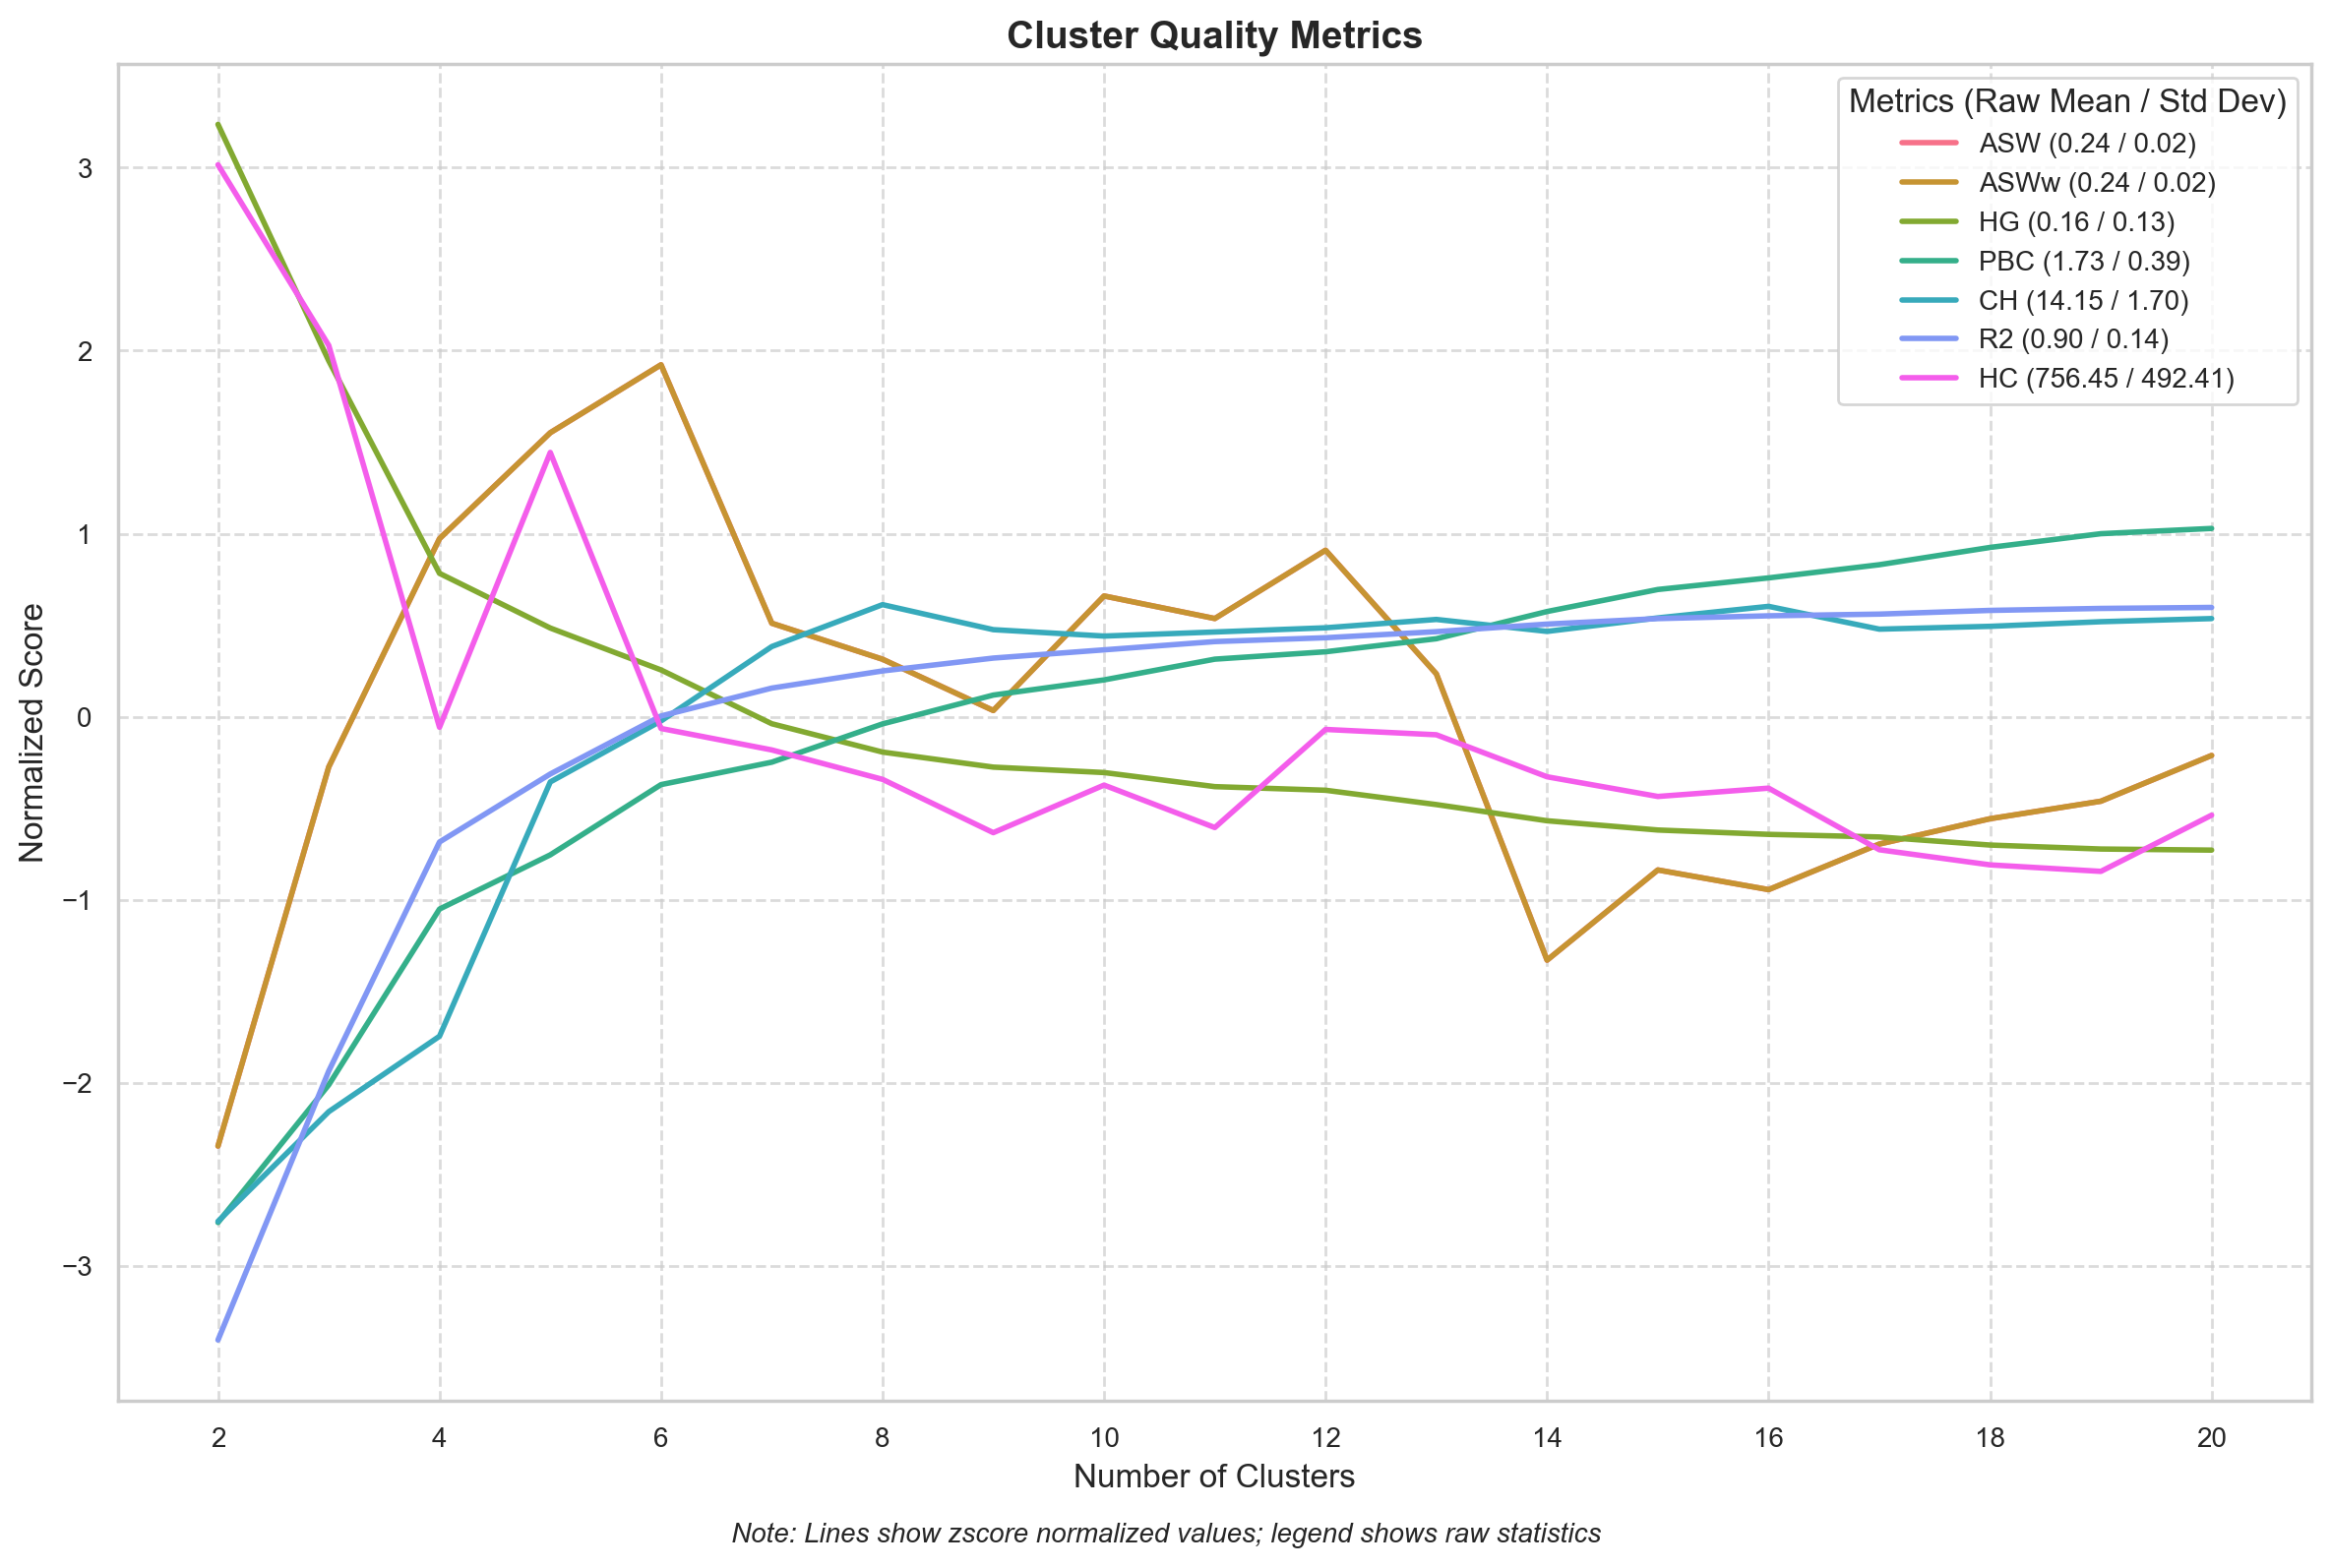 Cluster Quality Metrics
Metrics (Raw Mean / Std Dev)
ASW (0.24 / 0.02)
ASWw (0.24 / 0.02)
HG (0.16 / 0.13)
PBC (1.73 / 0.39)
CH (14.15 / 1.70)
R2 (0.90 / 0.14)
HC (756.45 / 492.41)
Normalized Score
3
2
1
0
−1
−2
−3
2 4 6 8 10 12 14 16 18 20
Number of Clusters
Note: Lines show zscore normalized values; legend shows raw statistics